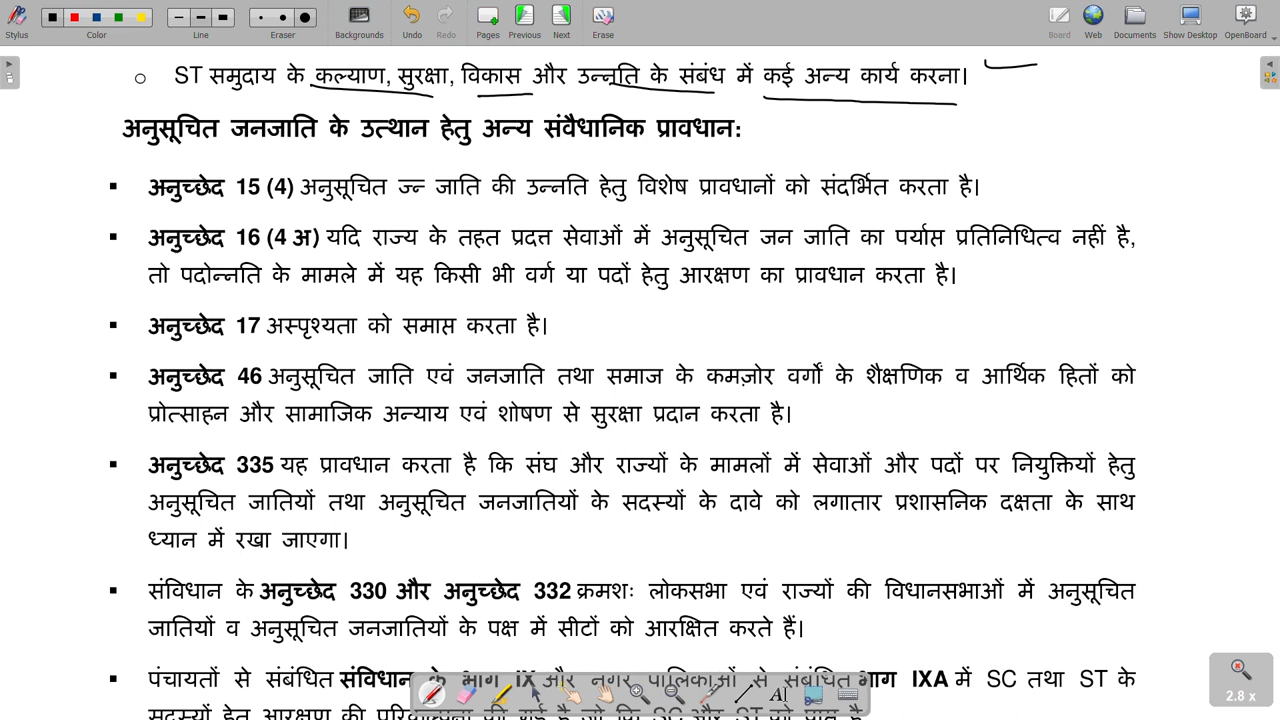 Stylus Color Line Eraser Backgrounds Undo Redo Pages Previous Next Erase Board Web Documents Show Desktop OpenBoard
ST समुदाय के कल्याण, सुरक्षा, विकास और उन्नति के संबंध में कई अन्य कार्य करना।
अनुसूचित जनजाति के उत्थान हेतु अन्य संवैधानिक प्रावधान:
▪ अनुच्छेद 15 (4) अनुसूचित ज्न जाति की उन्नति हेतु विशेष प्रावधानों को संदर्भित करता है।
▪ अनुच्छेद 16 (4 अ) यदि राज्य के तहत प्रदत्त सेवाओं में अनुसूचित जन जाति का पर्याप्त प्रतिनिधित्व नहीं है,
तो पदोन्नति के मामले में यह किसी भी वर्ग या पदों हेतु आरक्षण का प्रावधान करता है।
▪ अनुच्छेद 17 अस्पृश्यता को समाप्त करता है।
▪ अनुच्छेद 46 अनुसूचित जाति एवं जनजाति तथा समाज के कमज़ोर वर्गों के शैक्षणिक व आर्थिक हितों को
प्रोत्साहन और सामाजिक अन्याय एवं शोषण से सुरक्षा प्रदान करता है।
▪ अनुच्छेद 335 यह प्रावधान करता है कि संघ और राज्यों के मामलों में सेवाओं और पदों पर नियुक्तियों हेतु
अनुसूचित जातियों तथा अनुसूचित जनजातियों के सदस्यों के दावे को लगातार प्रशासनिक दक्षता के साथ
ध्यान में रखा जाएगा।
▪ संविधान के अनुच्छेद 330 और अनुच्छेद 332 क्रमशः लोकसभा एवं राज्यों की विधानसभाओं में अनुसूचित
जातियों व अनुसूचित जनजातियों के पक्ष में सीटों को आरक्षित करते हैं।
▪ पंचायतों से संबंधित संविधान के भाग IX और नगर पालिकाओं से संबंधित भाग IXA में SC तथा ST के
सदस्यों हेतु आरक्षण की
2.8 x